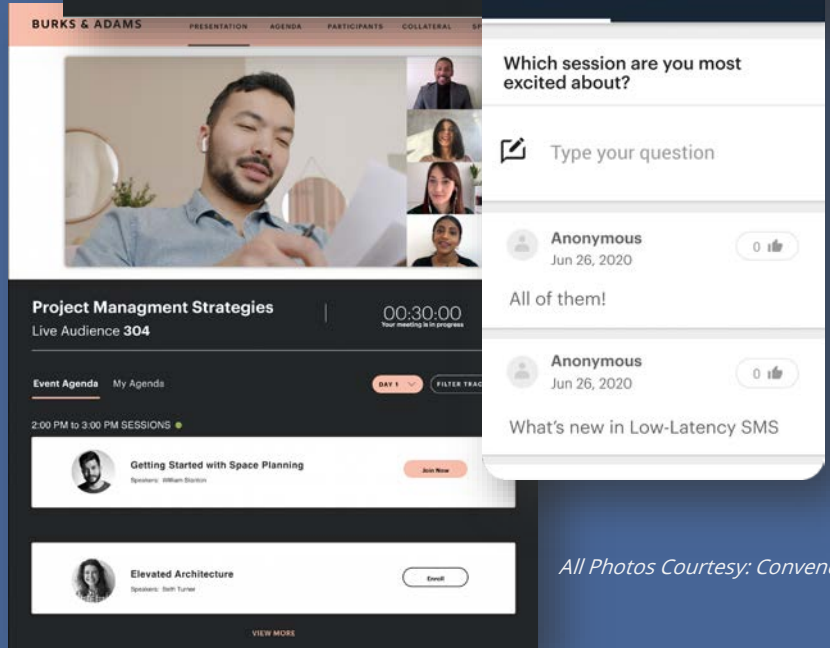 BURKS & ADAMS
PRESENTATION AGENDA PARTICIPANTS COLLATERAL
Project Managment Strategies
Live Audience 304
00:30:00
Your meeting is in progress
Event Agenda My Agenda
DAY 1 FILTER TRAC
2:00 PM to 3:00 PM SESSIONS
Getting Started with Space Planning
Speakers: William Stanton
Join Now
Elevated Architecture
Speakers: Seth Turner
Enroll
VIEW MORE
Which session are you most
excited about?
Type your question
Anonymous
0
Jun 26, 2020
All of them!
Anonymous
0
Jun 26, 2020
What's new in Low-Latency SMS
All Photos Courtesy: Conven